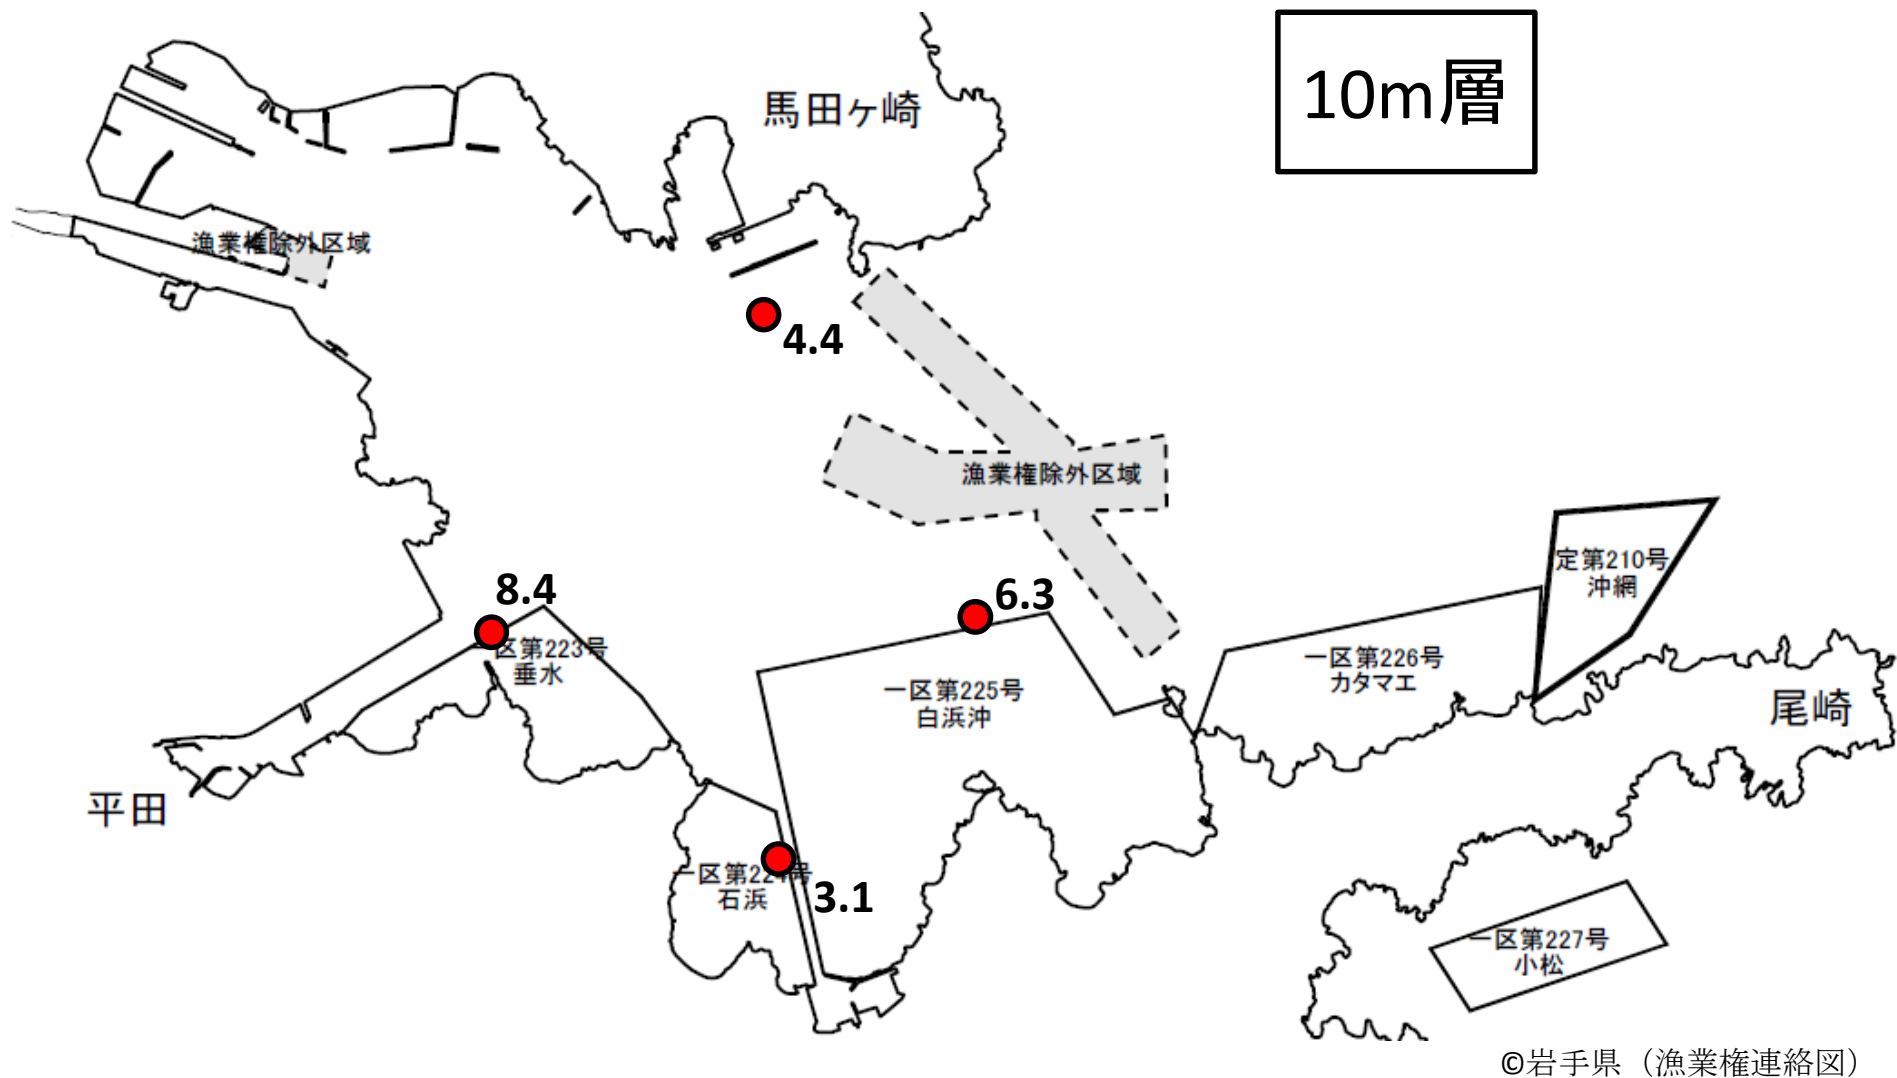 10m層
馬田ヶ崎
漁業権除外区域
4.4
漁業権除外区域
定第210号
沖網
8.4
6.3
一区第223号
垂水
一区第225号
白浜沖
一区第226号
カタマエ
尾崎
平田
一区第224号
石浜
3.1
一区第227号
小松
©岩手県（漁業権連絡図）